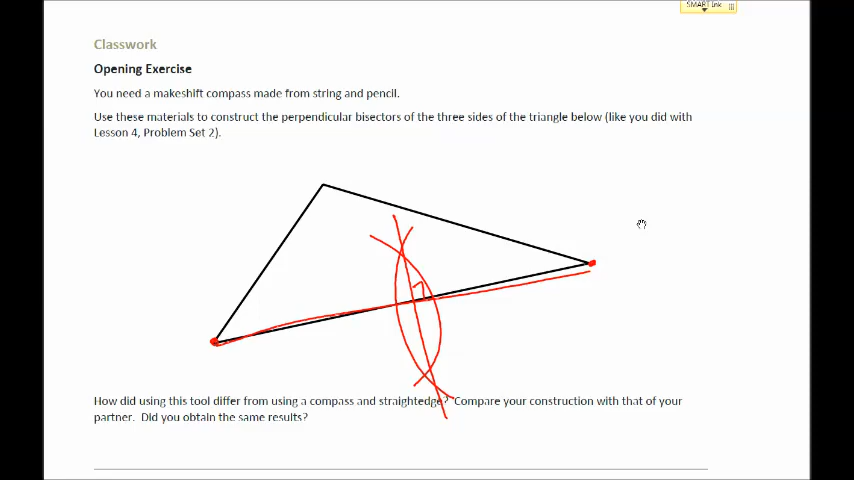 SMART Ink
Classwork
Opening Exercise
You need a makeshift compass made from string and pencil.
Use these materials to construct the perpendicular bisectors of the three sides of the triangle below (like you did with
Lesson 4, Problem Set 2).
How did using this tool differ from using a compass and straightedge? Compare your construction with that of your
partner. Did you obtain the same results?